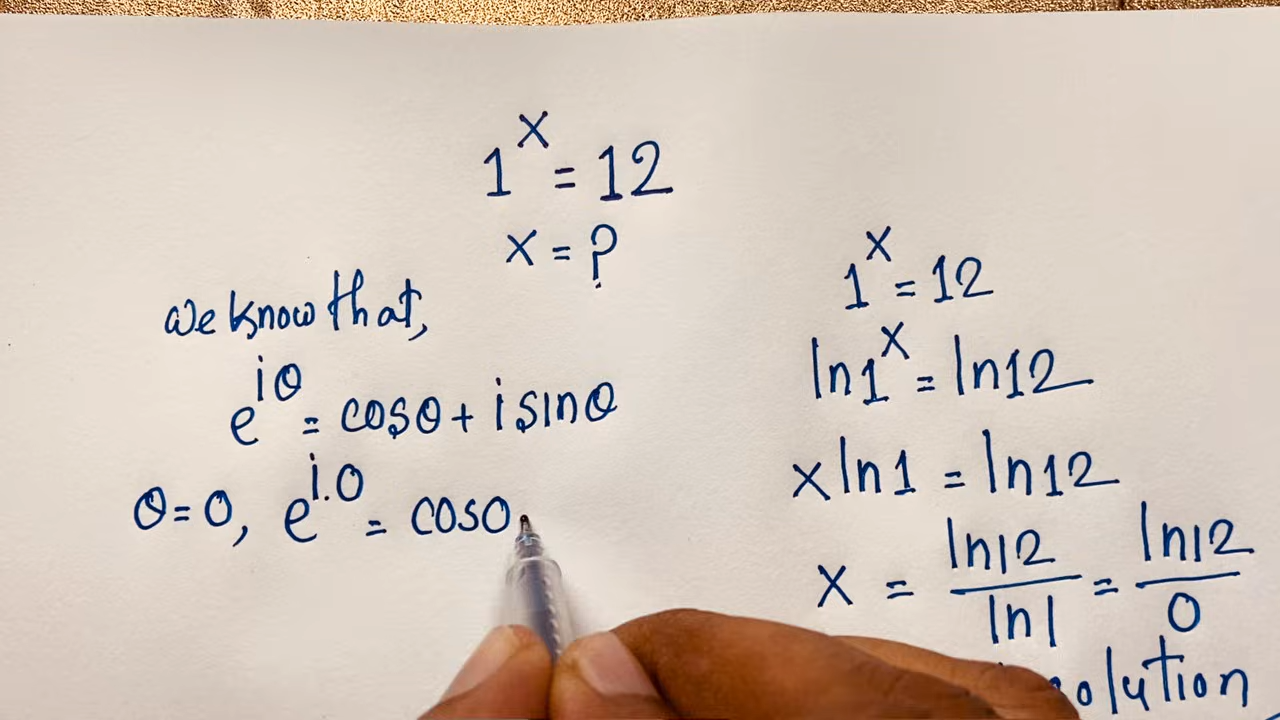 1^x = 12
x = ?
We know that,
e^iθ = cosθ + i sinθ
θ = 0, e^i.0 = cos0
1^x = 12
ln1^x = ln12
x ln1 = ln12
x = ln12/ln1 = ln12/0